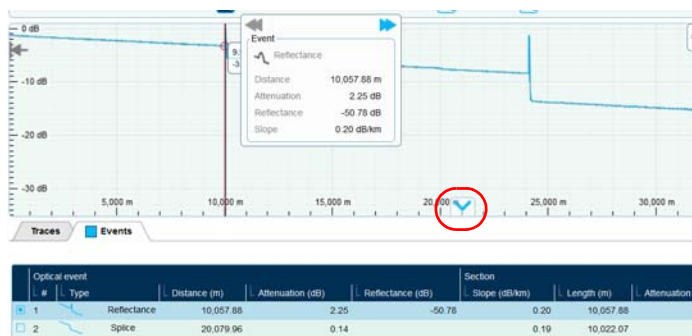 0 dB
9.
-3
-10 dB
-20 dB
-30 dB
Event
Reflectance
Distance 10,057.88 m
Attenuation 2.25 dB
Reflectance -50.78 dB
Slope 0.20 dB/km
5,000 m 10,000 m 15,000 m 20,000 m 25,000 m 30,000 m
Traces Events
Optical event Section
# Type Distance (m) Attenuation (dB) Reflectance (dB) Slope (dB/km) Length (m) Attenuation
1 Reflectance 10,057.88 2.25 -50.78 0.20 10,057.88
2 Splice 20,079.96 0.14 0.19 10,022.07